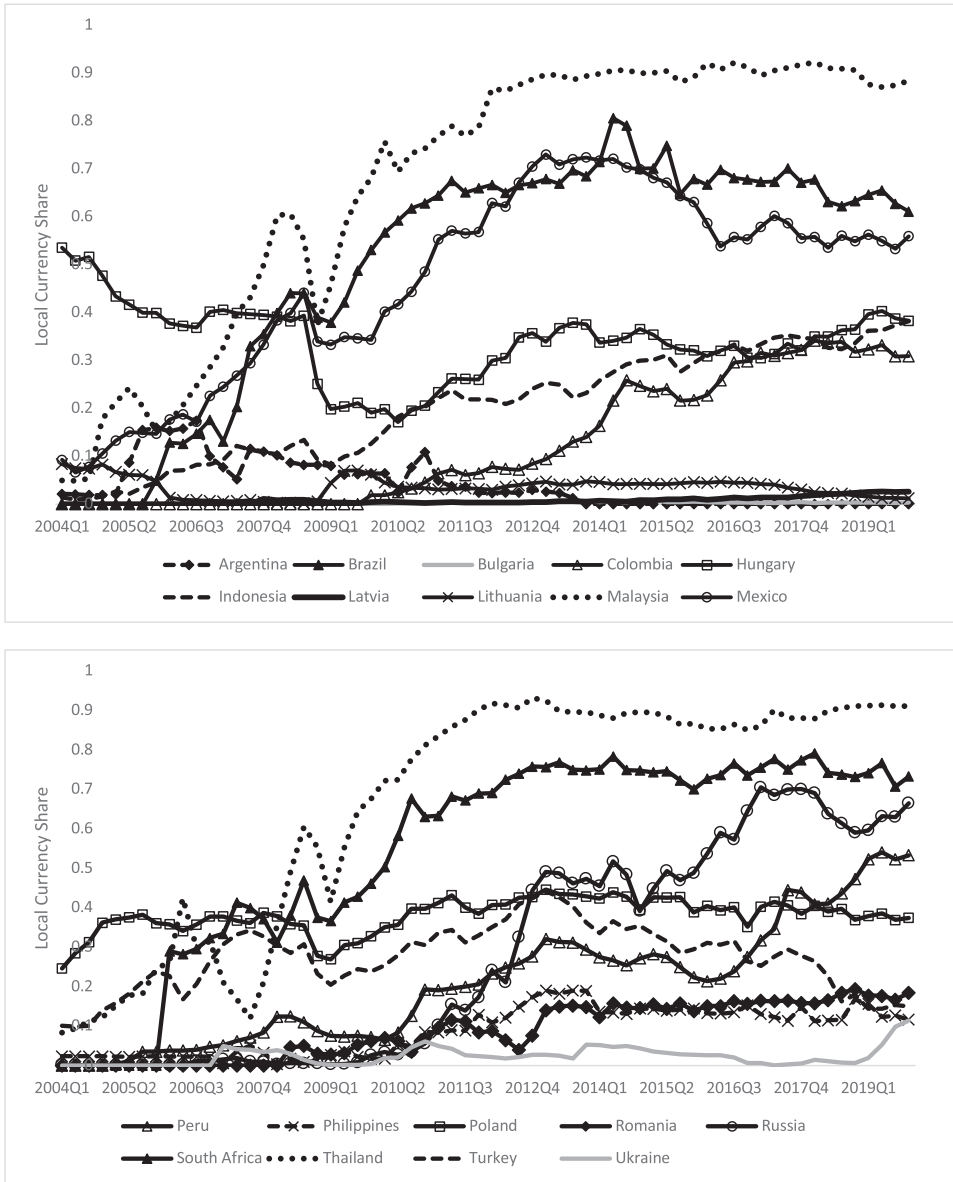 1
0.9
0.8
0.7
0.6
0.5
0.4
0.3
0.2
0.1
0
Local Currency Share
2004Q1 2005Q2 2006Q3 2007Q4 2009Q1 2010Q2 2011Q3 2012Q4 2014Q1 2015Q2 2016Q3 2017Q4 2019Q1
Argentina Brazil Bulgaria Colombia Hungary
Indonesia Latvia Lithuania Malaysia Mexico
1
0.9
0.8
0.7
0.6
0.5
0.4
0.3
0.2
0.1
0
Local Currency Share
2004Q1 2005Q2 2006Q3 2007Q4 2009Q1 2010Q2 2011Q3 2012Q4 2014Q1 2015Q2 2016Q3 2017Q4 2019Q1
Peru Philippines Poland Romania Russia
South Africa Thailand Turkey Ukraine